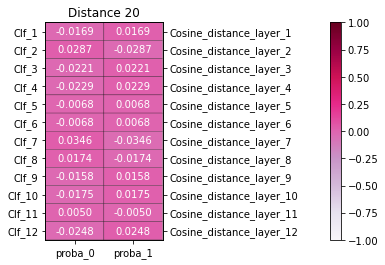 Distance 20
Clf_1 -0.0169 0.0169 Cosine_distance_layer_1
Clf_2 0.0287 -0.0287 Cosine_distance_layer_2
Clf_3 -0.0221 0.0221 Cosine_distance_layer_3
Clf_4 -0.0229 0.0229 Cosine_distance_layer_4
Clf_5 -0.0068 0.0068 Cosine_distance_layer_5
Clf_6 -0.0068 0.0068 Cosine_distance_layer_6
Clf_7 0.0346 -0.0346 Cosine_distance_layer_7
Clf_8 0.0174 -0.0174 Cosine_distance_layer_8
Clf_9 -0.0158 0.0158 Cosine_distance_layer_9
Clf_10 -0.0175 0.0175 Cosine_distance_layer_10
Clf_11 0.0050 -0.0050 Cosine_distance_layer_11
Clf_12 -0.0248 0.0248 Cosine_distance_layer_12
proba_0 proba_1
1.00
0.75
0.50
0.25
0.00
−0.25
−0.50
−0.75
−1.00